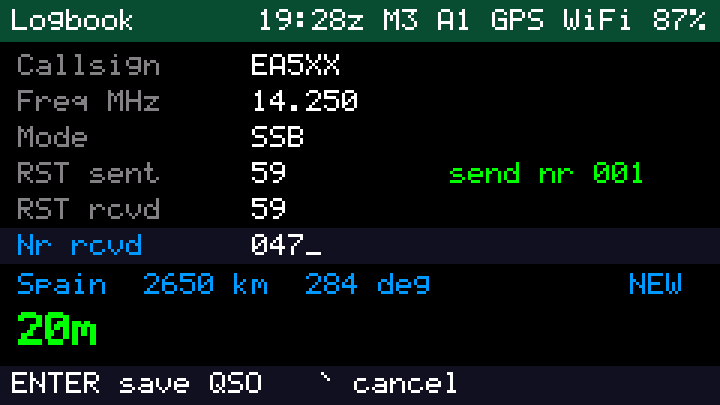 Logbook 19:28z M3 A1 GPS WiFi 87%
Callsign EA5XX
Freq MHz 14.250
Mode SSB
RST sent 59 send nr 001
RST rcvd 59
Nr rcvd 047_
Spain 2650 km 284 deg NEW
20m
ENTER save QSO ` cancel